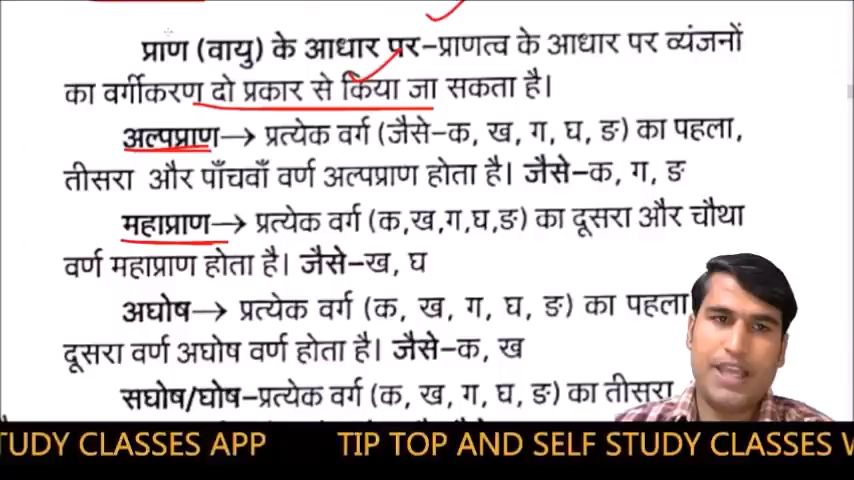 प्राण (वायु) के आधार पर–प्राणत्व के आधार पर व्यंजनों
का वर्गीकरण दो प्रकार से किया जा सकता है।
अल्पप्राण→ प्रत्येक वर्ग (जैसे–क, ख, ग, घ, ङ) का पहला,
तीसरा और पाँचवाँ वर्ण अल्पप्राण होता है। जैसे–क, ग, ङ
महाप्राण→ प्रत्येक वर्ग (क,ख,ग,घ,ङ) का दूसरा और चौथा
वर्ण महाप्राण होता है। जैसे–ख, घ
अघोष→ प्रत्येक वर्ग (क, ख, ग, घ, ङ) का पहला
दूसरा वर्ण अघोष वर्ण होता है। जैसे–क, ख
सघोष/घोष–प्रत्येक वर्ग (क, ख, ग, घ, ङ) का तीसरा
TUDY CLASSES APP TIP TOP AND SELF STUDY CLASSES